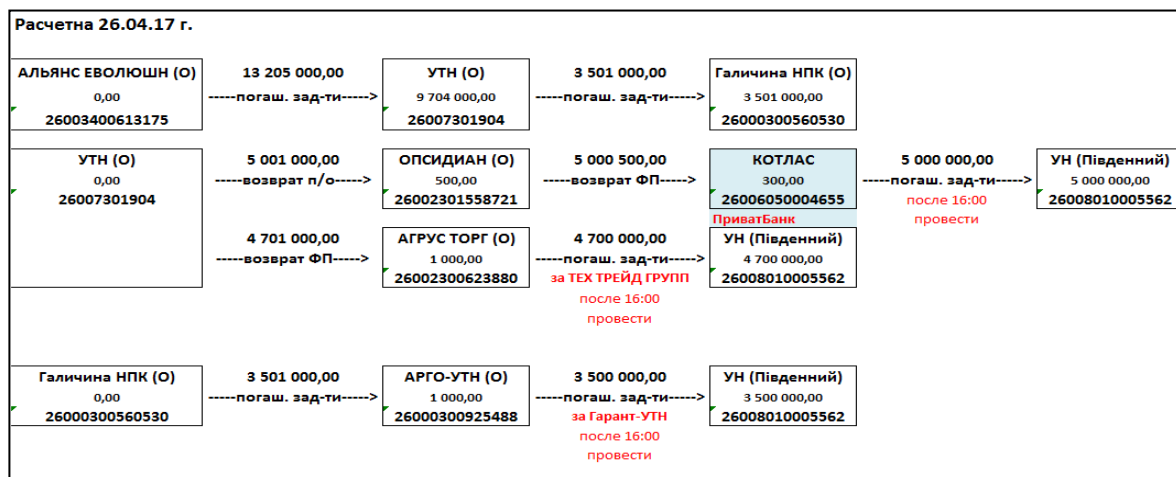 Расчетна 26.04.17 г.
АЛЬЯНС ЕВОЛЮШН (О) 13 205 000,00 УТН (О) 3 501 000,00 Галичина НПК (О)
0,00 -----погаш. зад-ти-----> 9 704 000,00 -----погаш. зад-ти-----> 3 501 000,00
26003400613175 26007301904 26000300560530
УТН (О) 5 001 000,00 ОПСИДИАН (О) 5 000 500,00 КОТЛАС 5 000 000,00 УН (Південний)
0,00 -----возврат п/о-----> 500,00 -----возврат ФП-----> 300,00 -----погаш. зад-ти-----> 5 000 000,00
26007301904 26002301558721 26006050004655 после 16:00 26008010005562
ПриватБанк провести
4 701 000,00 АГРУС ТОРГ (О) 4 700 000,00 УН (Південний)
-----возврат ФП-----> 1 000,00 -----погаш. зад-ти-----> 4 700 000,00
26002300623880 за ТЕХ ТРЕЙД ГРУПП 26008010005562
после 16:00
провести
Галичина НПК (О) 3 501 000,00 АРГО-УТН (О) 3 500 000,00 УН (Південний)
0,00 -----погаш. зад-ти-----> 1 000,00 -----погаш. зад-ти-----> 3 500 000,00
26000300560530 26000300925488 за Гарант-УТН 26008010005562
после 16:00
провести